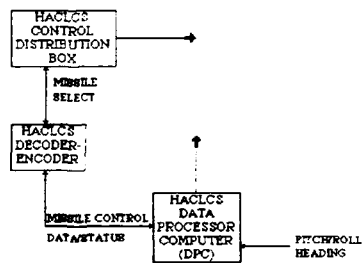 HACLCS
CONTROL
DISTRIBUTION
BOX
MISSILE
SELECT
HACLCS
DECODER-
ENCODER
MISSILE CONTROL
DATA/STATUS
HACLCS
DATA
PROCESSOR
COMPUTER
(DPC)
PITCH/ROLL
HEADING